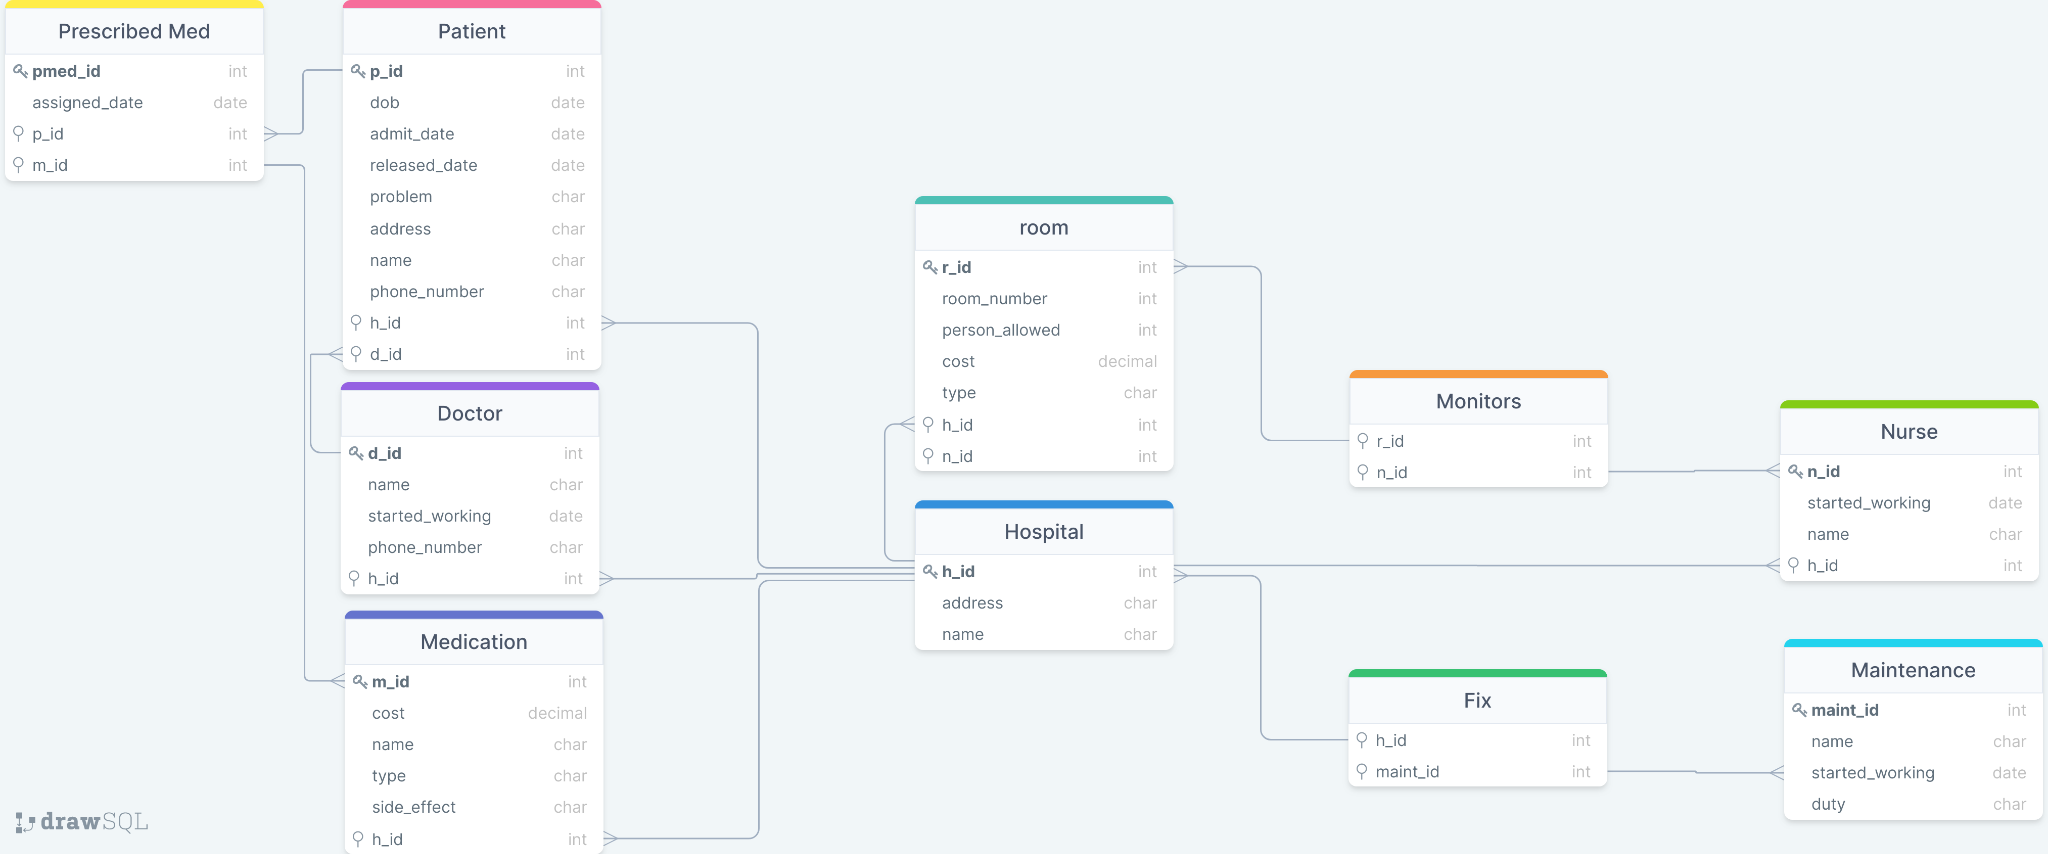 Prescribed Med
pmed_id int
assigned_date date
p_id int
m_id int
Patient
p_id int
dob date
admit_date date
released_date date
problem char
address char
name char
phone_number char
h_id int
d_id int
Doctor
d_id int
name char
started_working date
phone_number char
h_id int
Medication
m_id int
cost decimal
name char
type char
side_effect char
h_id int
room
r_id int
room_number int
person_allowed int
cost decimal
type char
h_id int
n_id int
Hospital
h_id int
address char
name char
Monitors
r_id int
n_id int
Nurse
n_id int
started_working date
name char
h_id int
Fix
h_id int
maint_id int
Maintenance
maint_id int
name char
started_working date
duty char
drawSQL